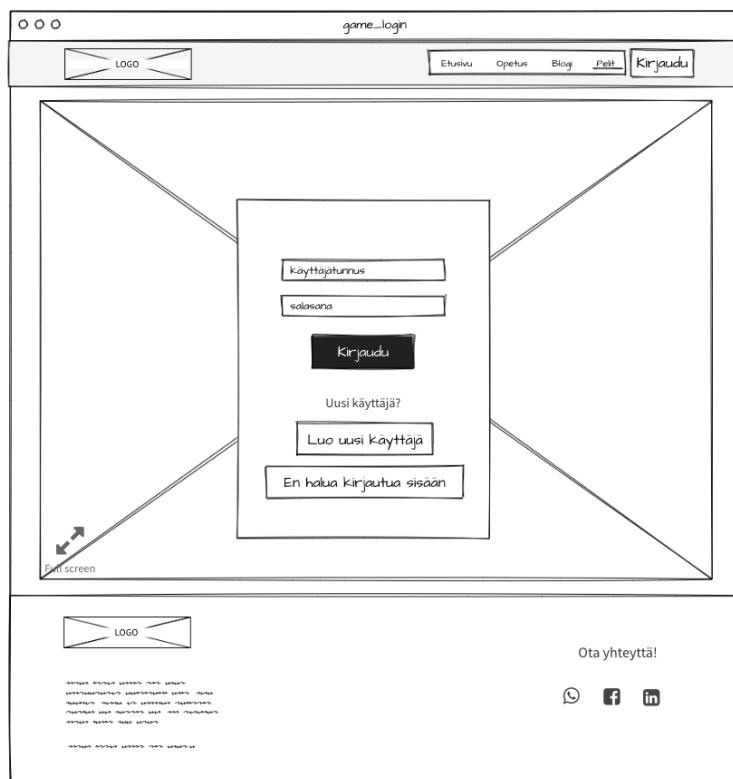 game_login
LOGO
Etusivu Opetus Blogi Pelit Kirjaudu
käyttäjätunnus
salasana
Kirjaudu
Uusi käyttäjä?
Luo uusi käyttäjä
En halua kirjautua sisään
Full screen
LOGO
Ota yhteyttä!